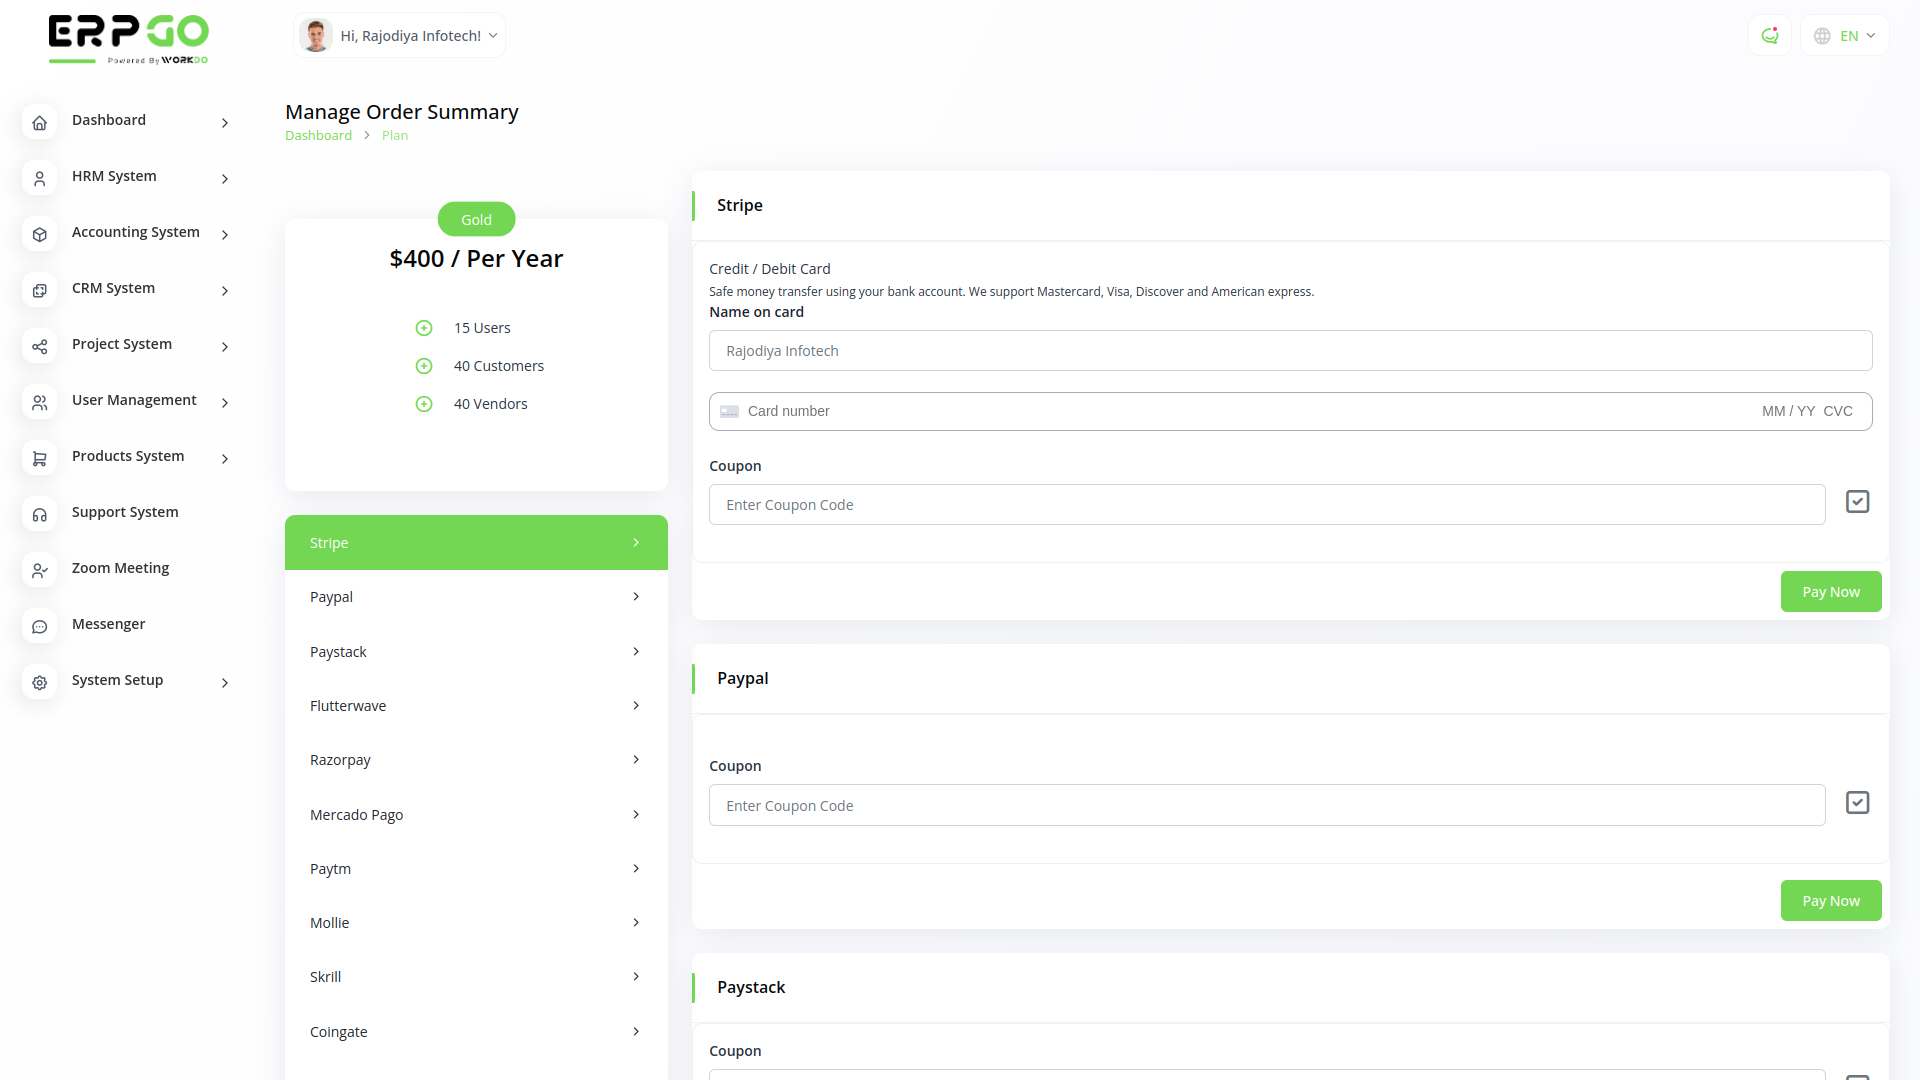 ERPGO
Powered By WORKDO
Hi, Rajodiya Infotech!
EN
Dashboard
HRM System
Accounting System
CRM System
Project System
User Management
Products System
Support System
Zoom Meeting
Messenger
System Setup
Manage Order Summary
Dashboard > Plan
Gold
$400 / Per Year
15 Users
40 Customers
40 Vendors
Stripe
Paypal
Paystack
Flutterwave
Razorpay
Mercado Pago
Paytm
Mollie
Skrill
Coingate
Stripe
Credit / Debit Card
Safe money transfer using your bank account. We support Mastercard, Visa, Discover and American express.
Name on card
Rajodiya Infotech
Card number MM / YY CVC
Coupon
Enter Coupon Code
Pay Now
Paypal
Coupon
Enter Coupon Code
Pay Now
Paystack
Coupon